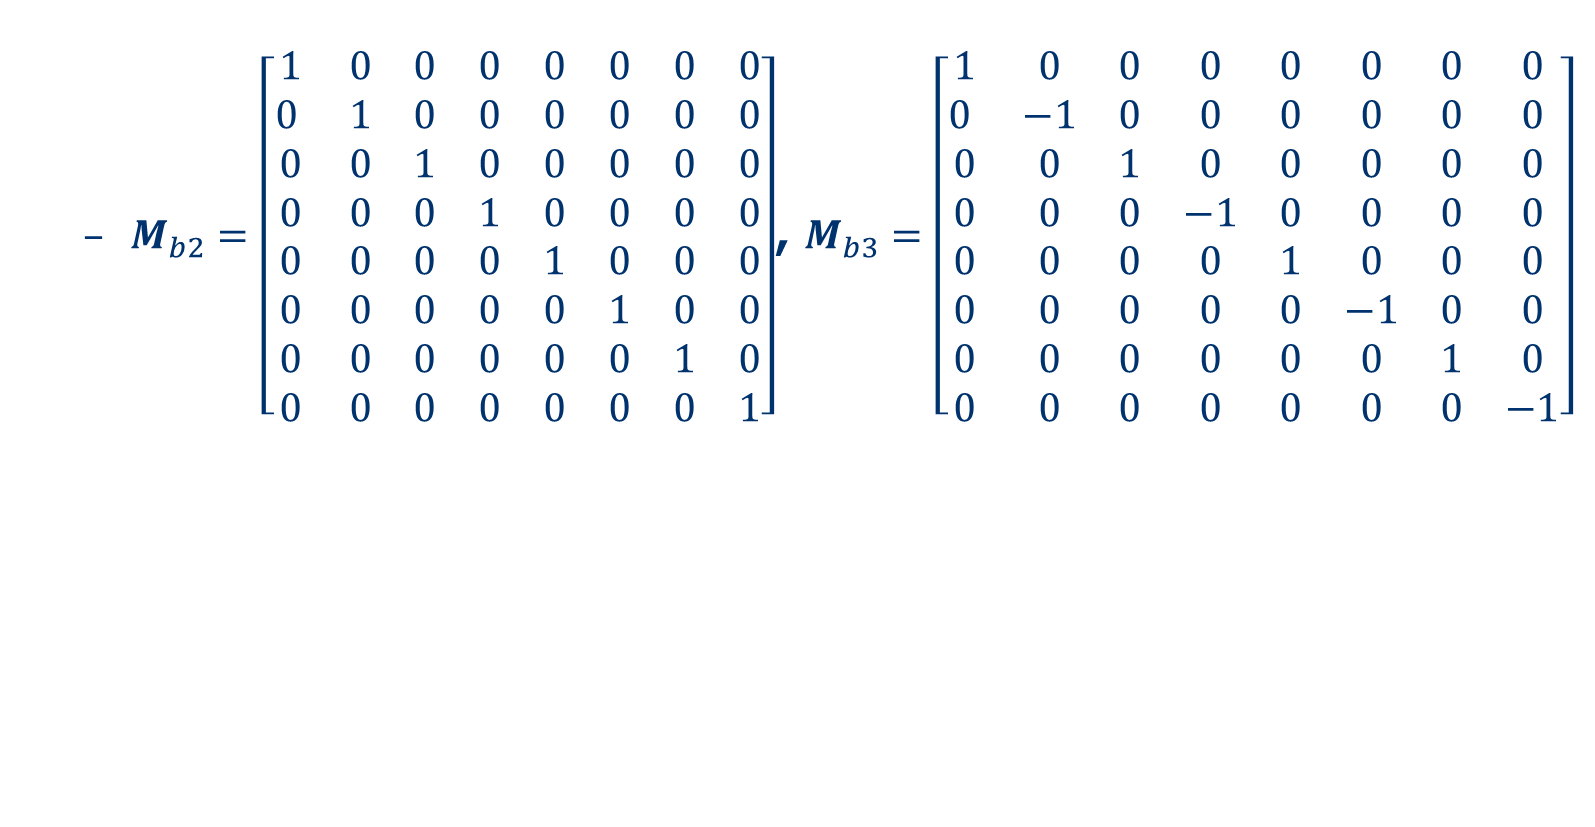 – M_{b2} = [1 0 0 0 0 0 0 0
0 1 0 0 0 0 0 0
0 0 1 0 0 0 0 0
0 0 0 1 0 0 0 0
0 0 0 0 1 0 0 0
0 0 0 0 0 1 0 0
0 0 0 0 0 0 1 0
0 0 0 0 0 0 0 1]
, M_{b3} = [1 0 0 0 0 0 0 0
0 −1 0 0 0 0 0 0
0 0 1 0 0 0 0 0
0 0 0 −1 0 0 0 0
0 0 0 0 1 0 0 0
0 0 0 0 0 −1 0 0
0 0 0 0 0 0 1 0
0 0 0 0 0 0 0 −1]